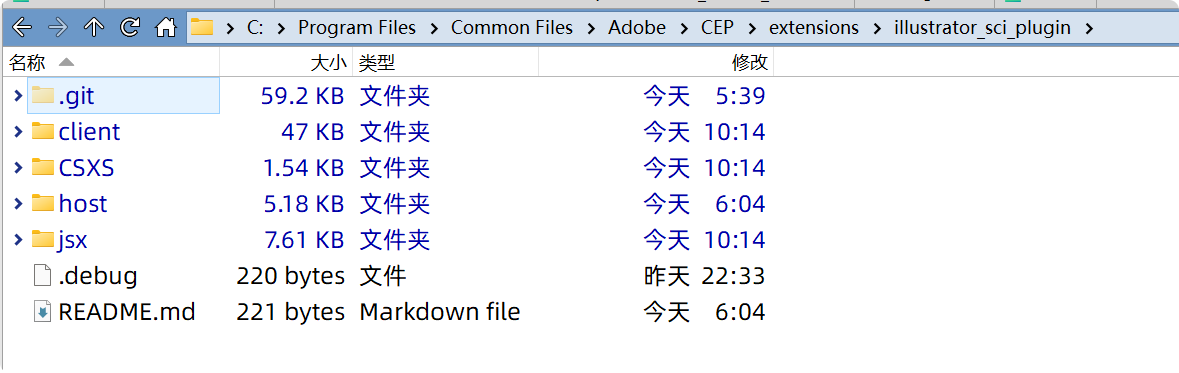 C: Program Files Common Files Adobe CEP extensions illustrator_sci_plugin
名称 大小 类型 修改
.git 59.2 KB 文件夹 今天 5:39
client 47 KB 文件夹 今天 10:14
CSXS 1.54 KB 文件夹 今天 10:14
host 5.18 KB 文件夹 今天 6:04
jsx 7.61 KB 文件夹 今天 10:14
.debug 220 bytes 文件 昨天 22:33
README.md 221 bytes Markdown file 今天 6:04